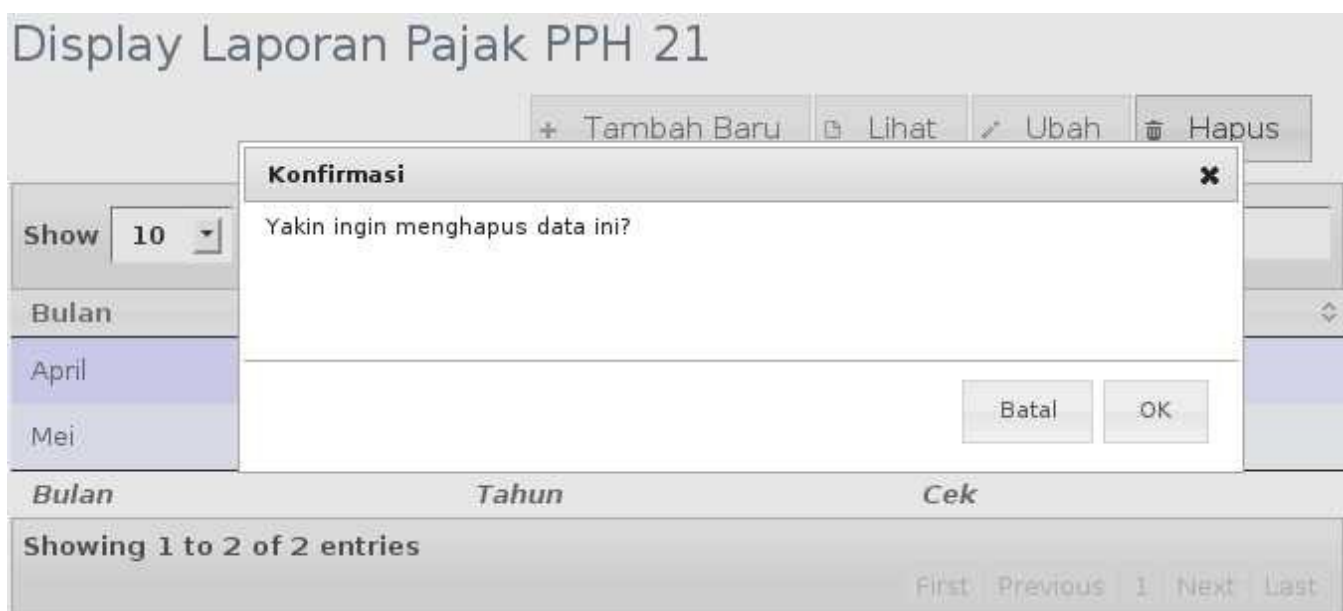 Display Laporan Pajak PPH 21
Tambah Baru Lihat Ubah Hapus
Konfirmasi
Show 10 Yakin ingin menghapus data ini?
Bulan
April
Batal OK
Mei
Bulan Tahun Cek
Showing 1 to 2 of 2 entries
First Previous 1 Next Last